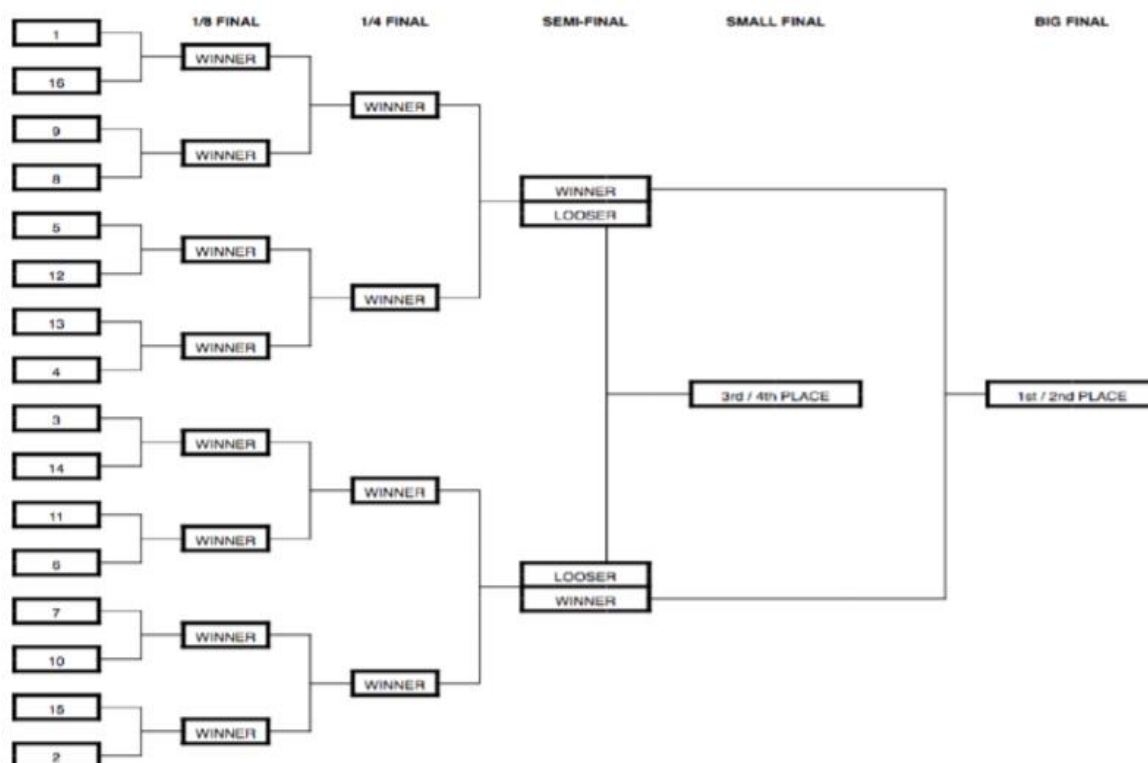 1/8 FINAL 1/4 FINAL SEMI-FINAL SMALL FINAL BIG FINAL
1
WINNER
16
WINNER
9
WINNER
8
WINNER
LOOSER
5
WINNER
12
WINNER
13
WINNER
4
3rd / 4th PLACE 1st / 2nd PLACE
3
WINNER
14
WINNER
11
WINNER
6
LOOSER
WINNER
7
WINNER
10
WINNER
15
WINNER
2